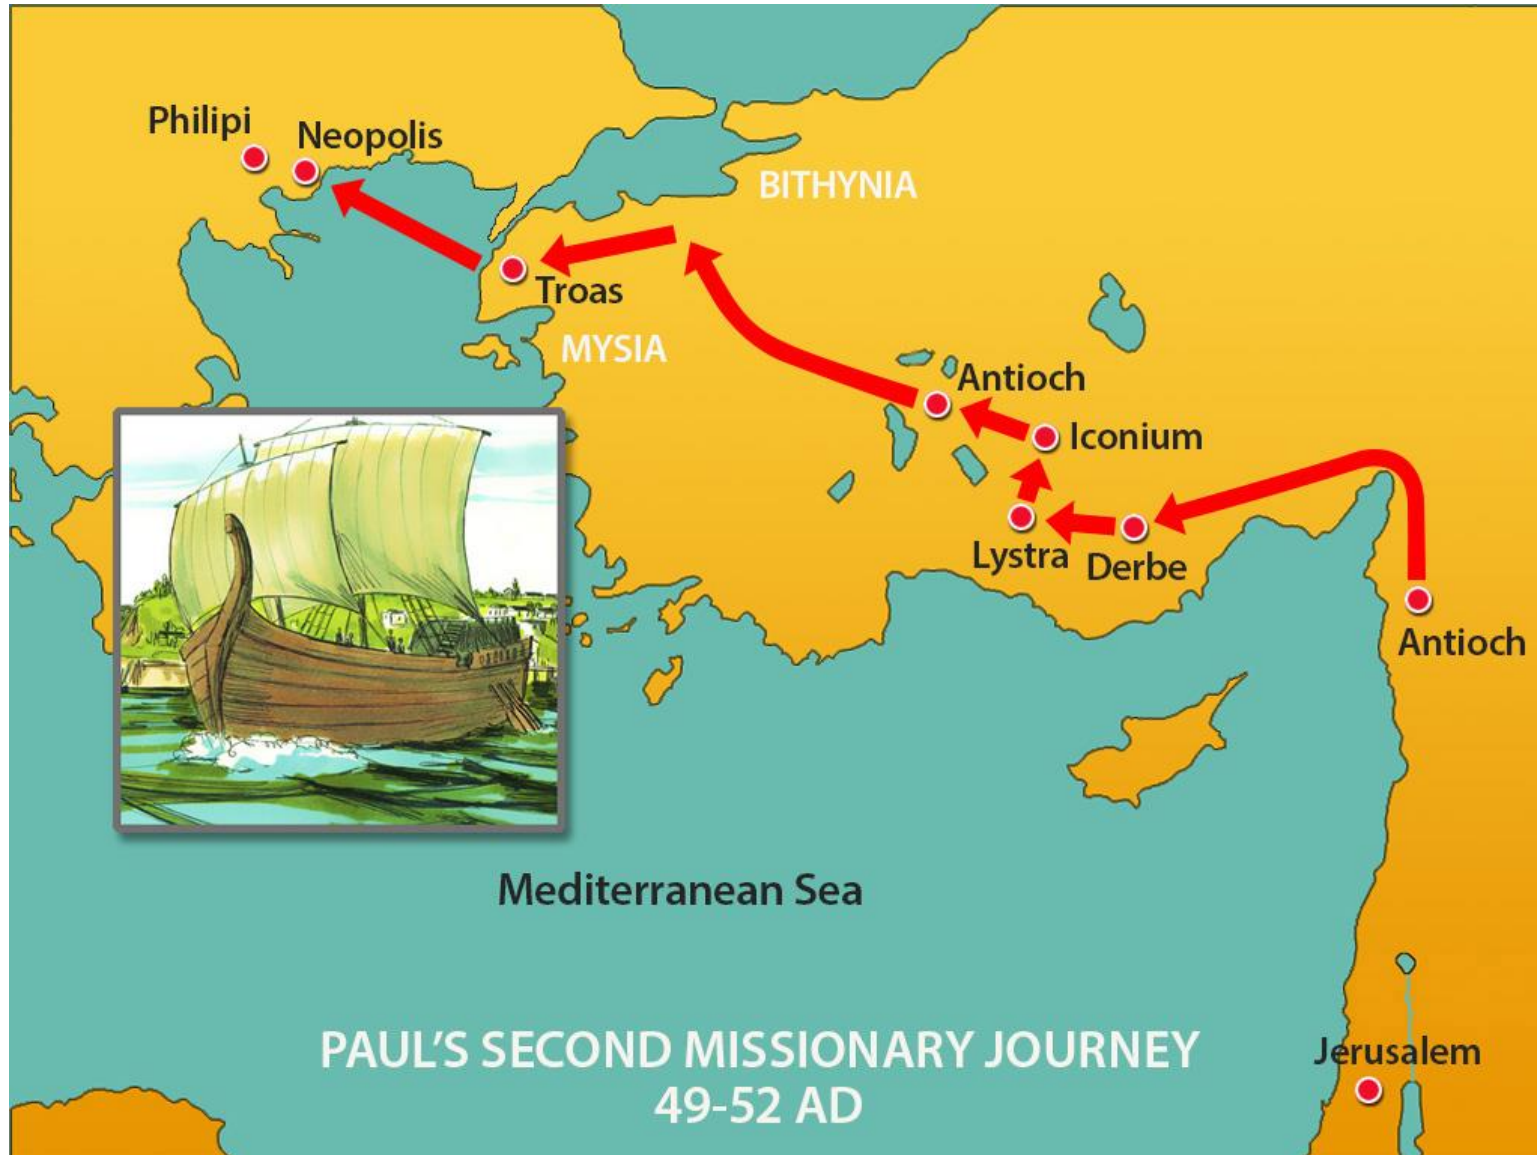 Philipi
Neopolis
BITHYNIA
Troas
MYSIA
Antioch
Iconium
Lystra
Derbe
Antioch
Mediterranean Sea
PAUL'S SECOND MISSIONARY JOURNEY
49-52 AD
Jerusalem